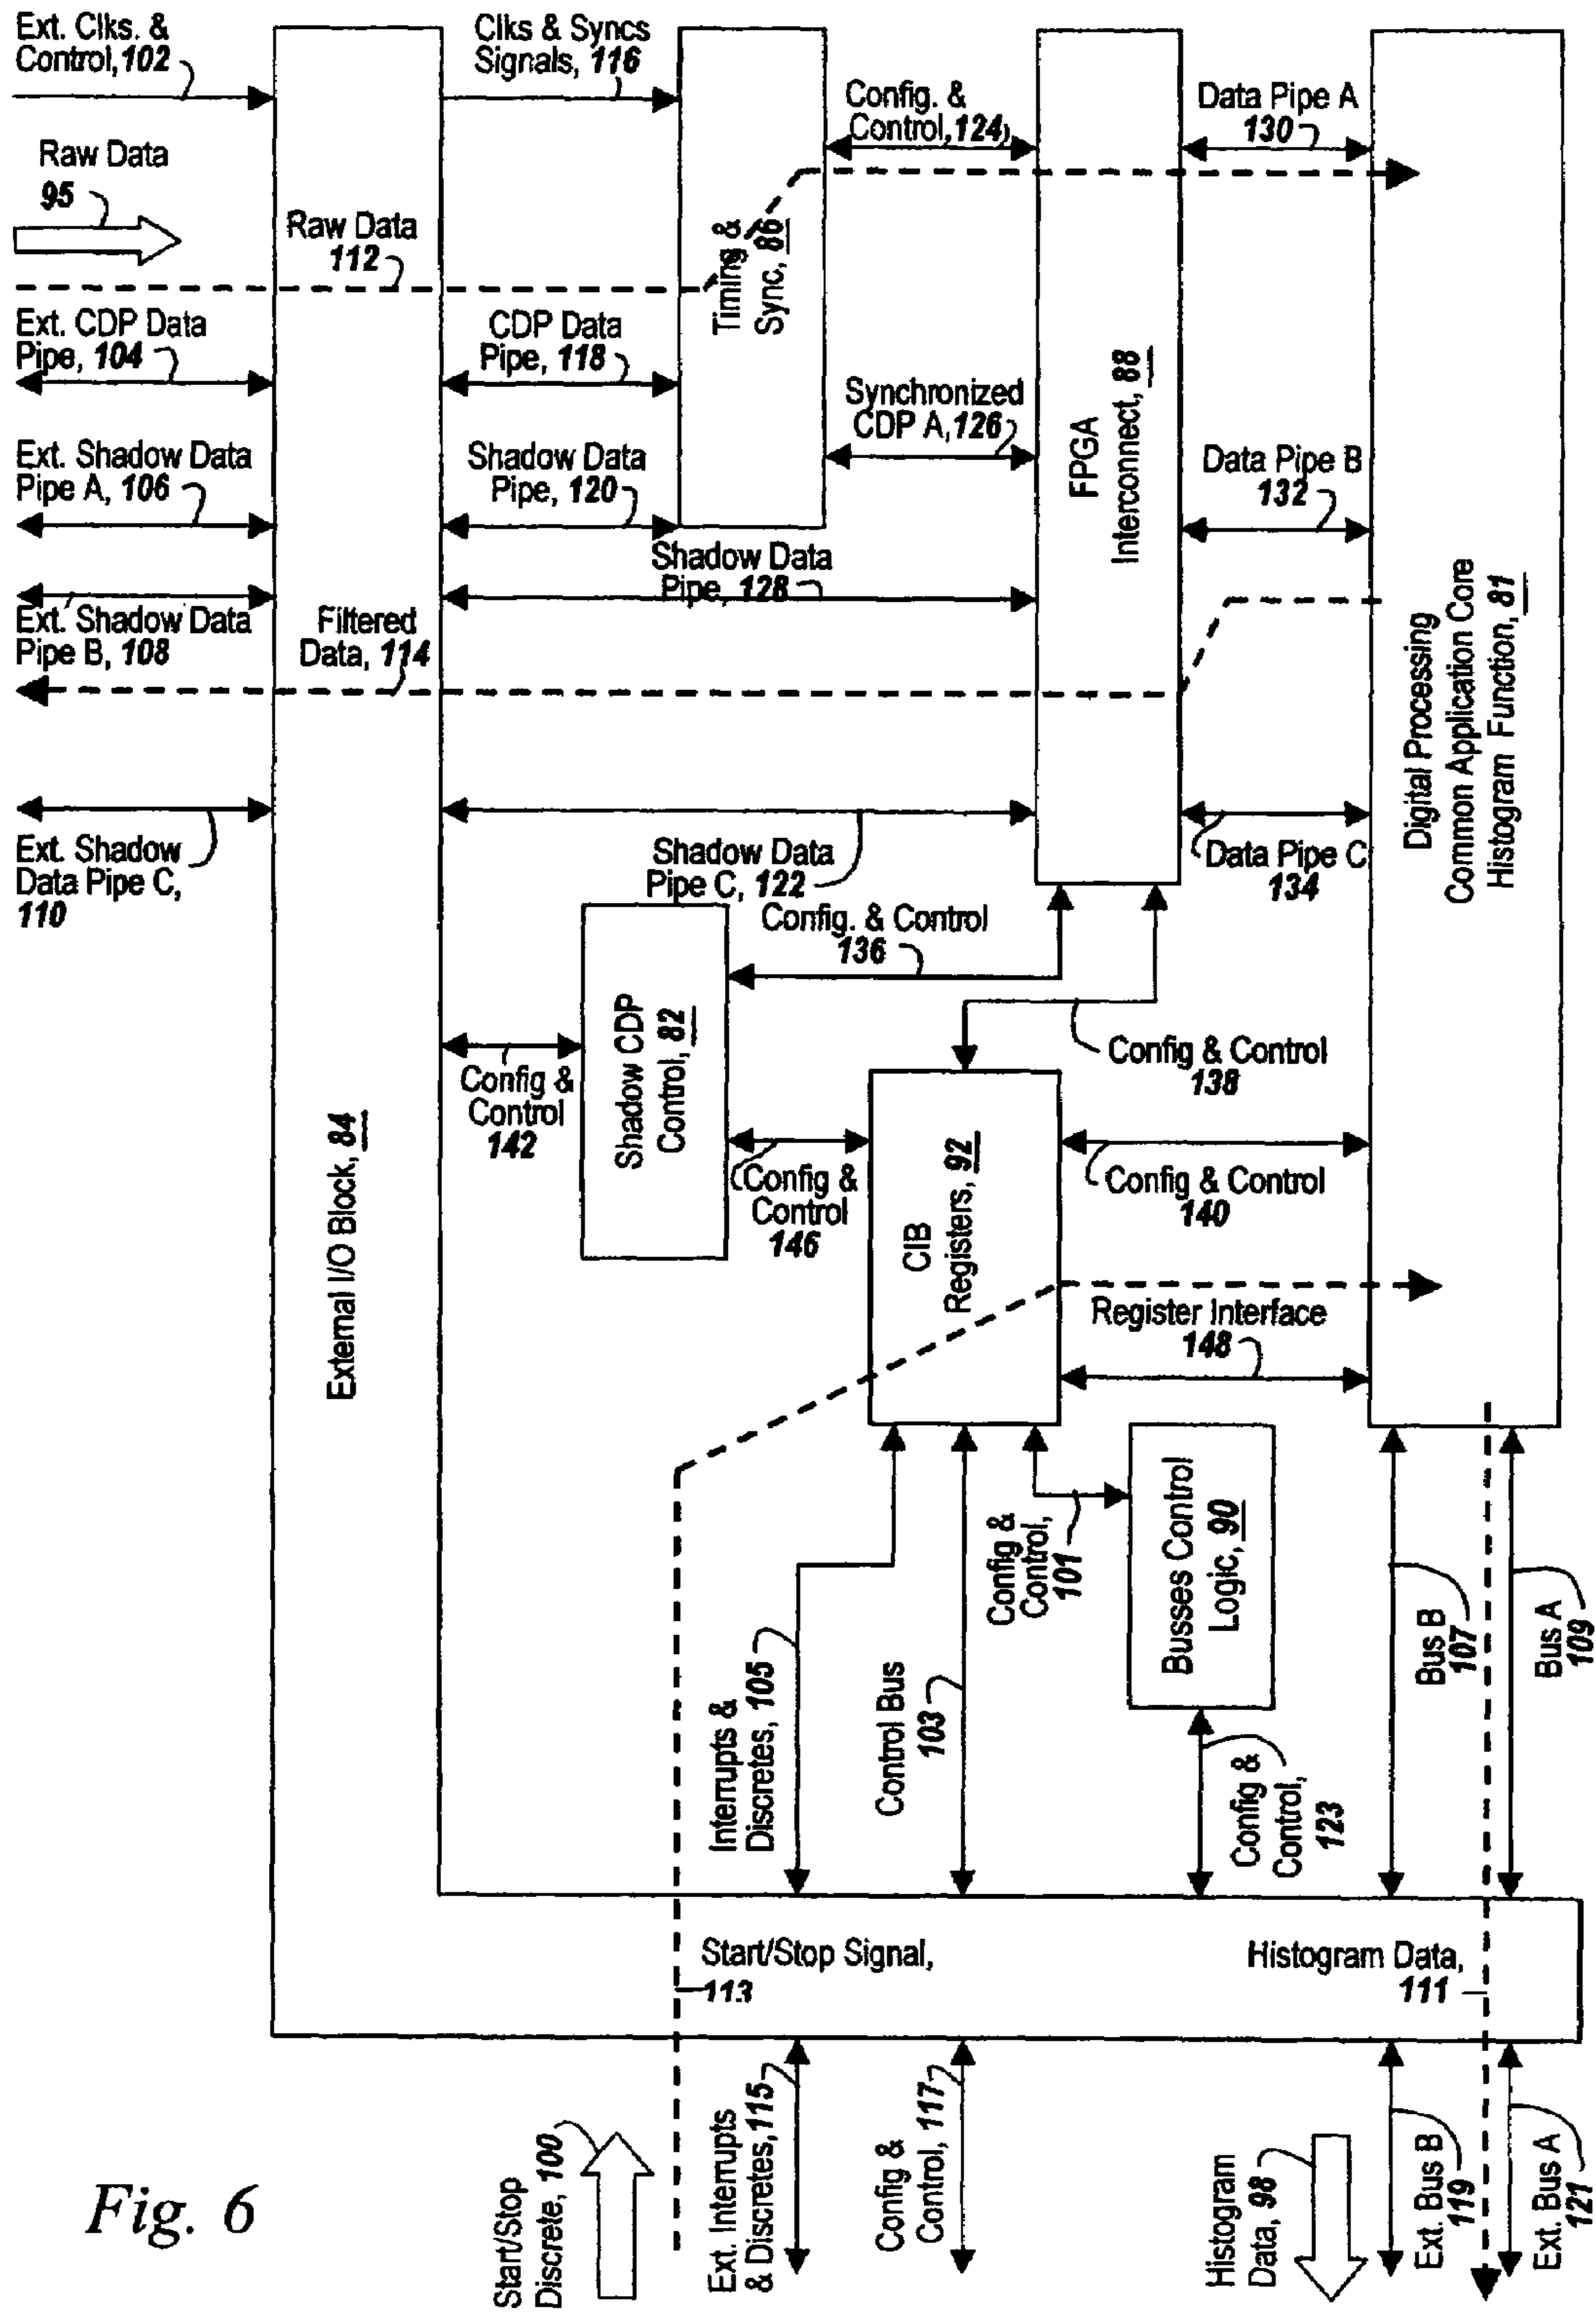 Ext. Clks. &
Control, 102
Clks & Syncs
Signals, 116
Raw Data
95
Raw Data
112
Timing &
Sync, 86
Config. &
Control, 124
Data Pipe A
130
Ext. CDP Data
Pipe, 104
CDP Data
Pipe, 118
Synchronized
CDP A, 126
FPGA
Interconnect, 88
Ext. Shadow Data
Pipe A, 106
Shadow Data
Pipe, 120
Data Pipe B
132
Shadow Data
Pipe, 128
Ext. Shadow Data
Pipe B, 108
Filtered
Data, 114
Digital Processing
Common Application Core
Histogram Function, 81
Ext. Shadow
Data Pipe C,
110
Shadow Data
Pipe C, 122
Data Pipe C
134
Config. & Control
136
Shadow CDP
Control, 82
Config & Control
138
Config &
Control
142
Config &
Control
146
CIB
Registers, 92
Config & Control
140
External I/O Block, 84
Register Interface
148
Config &
Control,
101
Busses Control
Logic, 90
Interrupts &
Discretes, 105
Control Bus
103
Config &
Control,
123
Bus B
107
Bus A
109
Start/Stop Signal,
113
Histogram Data,
111
Start/Stop
Discrete, 100
Ext. Interrupts
& Discretes, 115
Config &
Control, 117
Histogram
Data, 98
Ext. Bus B
119
Ext. Bus A
121
Fig. 6